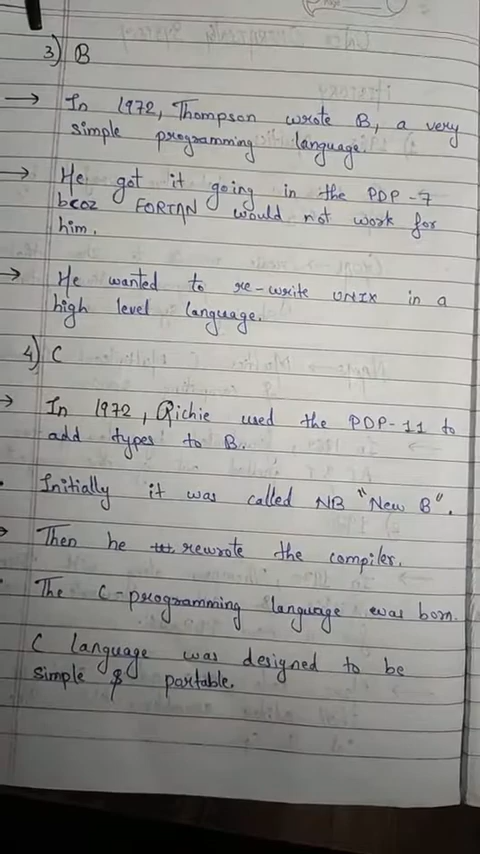 3) B
→ In 1972, Thompson wrote B, a very
simple programming language.
→ He got it going in the PDP-7
bcoz FORTAN would not work for
him.
→ He wanted to re-write UNIX in a
high level language.
4) C
→ In 1972, Richie used the PDP-11 to
add types to B.
Initially it was called NB "New B".
→ Then he rewrote the compiler.
The C-programming language was born.
C language was designed to be
simple & partable.